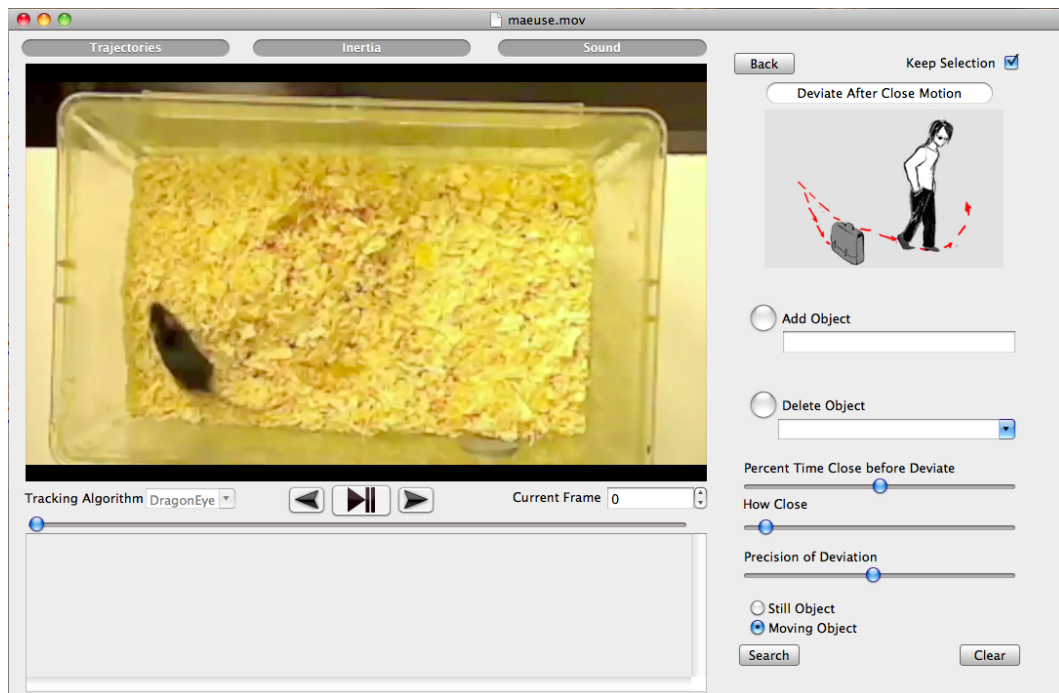 maeuse.mov
Trajectories Inertia Sound
Back Keep Selection
Deviate After Close Motion
Add Object
Delete Object
Percent Time Close before Deviate
Tracking Algorithm DragonEye Current Frame 0
How Close
Precision of Deviation
Still Object
Moving Object
Search Clear